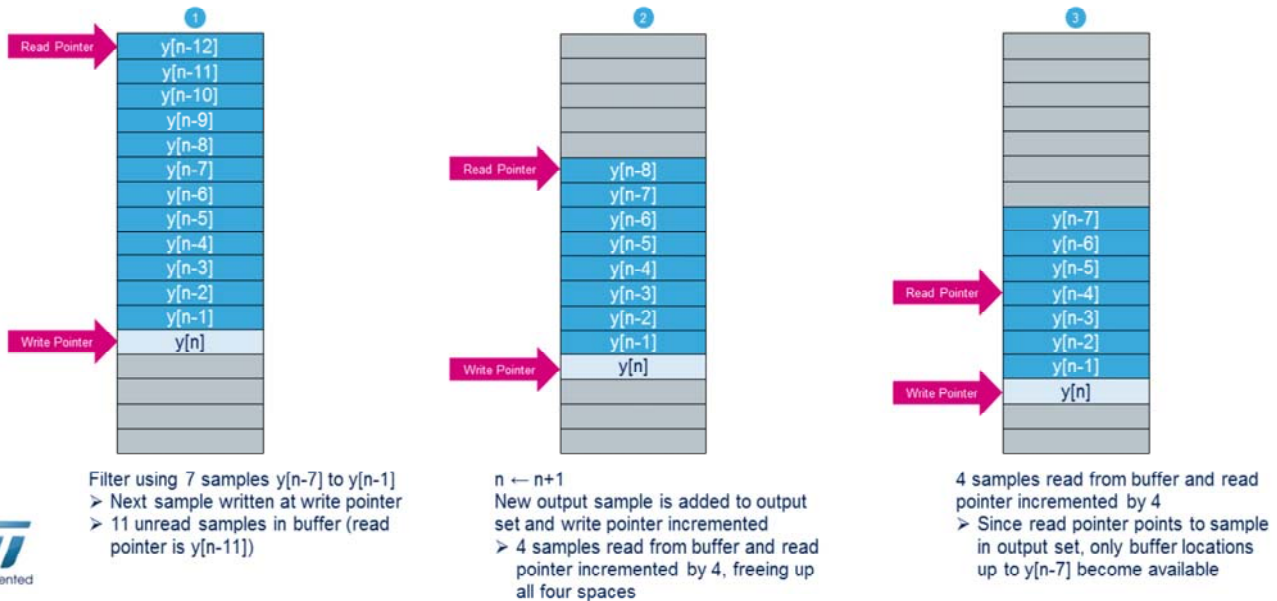 1
Read Pointer
y[n-12]
y[n-11]
y[n-10]
y[n-9]
y[n-8]
y[n-7]
y[n-6]
y[n-5]
y[n-4]
y[n-3]
y[n-2]
y[n-1]
Write Pointer
y[n]
Filter using 7 samples y[n-7] to y[n-1]
➢ Next sample written at write pointer
➢ 11 unread samples in buffer (read
pointer is y[n-11])
2
Read Pointer
y[n-8]
y[n-7]
y[n-6]
y[n-5]
y[n-4]
y[n-3]
y[n-2]
y[n-1]
Write Pointer
y[n]
n ← n+1
New output sample is added to output
set and write pointer incremented
➢ 4 samples read from buffer and read
pointer incremented by 4, freeing up
all four spaces
3
y[n-7]
y[n-6]
y[n-5]
Read Pointer
y[n-4]
y[n-3]
y[n-2]
y[n-1]
Write Pointer
y[n]
4 samples read from buffer and read
pointer incremented by 4
➢ Since read pointer points to sample
in output set, only buffer locations
up to y[n-7] become available